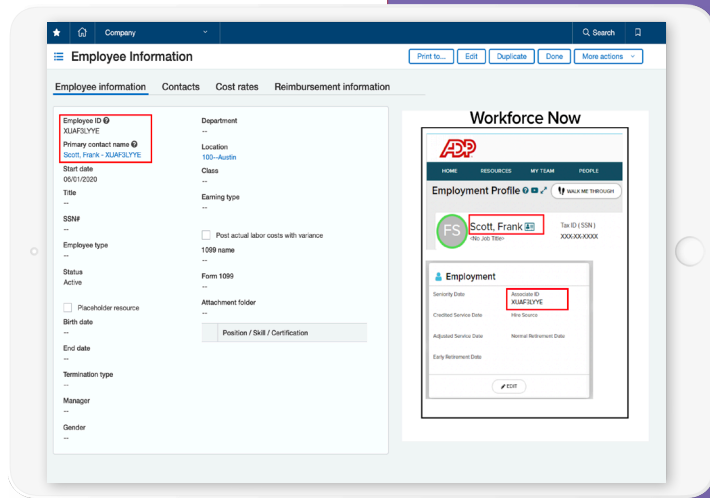 Company
Search
Employee Information
Print to...
Edit
Duplicate
Done
More actions
Employee information
Contacts
Cost rates
Reimbursement information
Employee ID
XUAF3LYYE
Primary contact name
Scott, Frank - XUAF3LYYE
Start date
06/01/2020
Title
--
SSN#
--
Employee type
--
Status
Active
Placeholder resource
Birth date
--
End date
--
Termination type
--
Manager
--
Gender
--
Department
--
Location
100--Austin
Class
--
Earning type
--
Post actual labor costs with variance
1099 name
--
Form 1099
--
Attachment folder
--
Position / Skill / Certification
Workforce Now
ADP
HOME RESOURCES MY TEAM PEOPLE
Employment Profile
WALK ME THROUGH
FS
Scott, Frank
<No Job Title>
Tax ID ( SSN )
XXX-XX-XXXX
Employment
Seniority Date
Associate ID
XUAF3LYYE
Credited Service Date
Hire Source
Adjusted Service Date
Normal Retirement Date
Early Retirement Date
EDIT